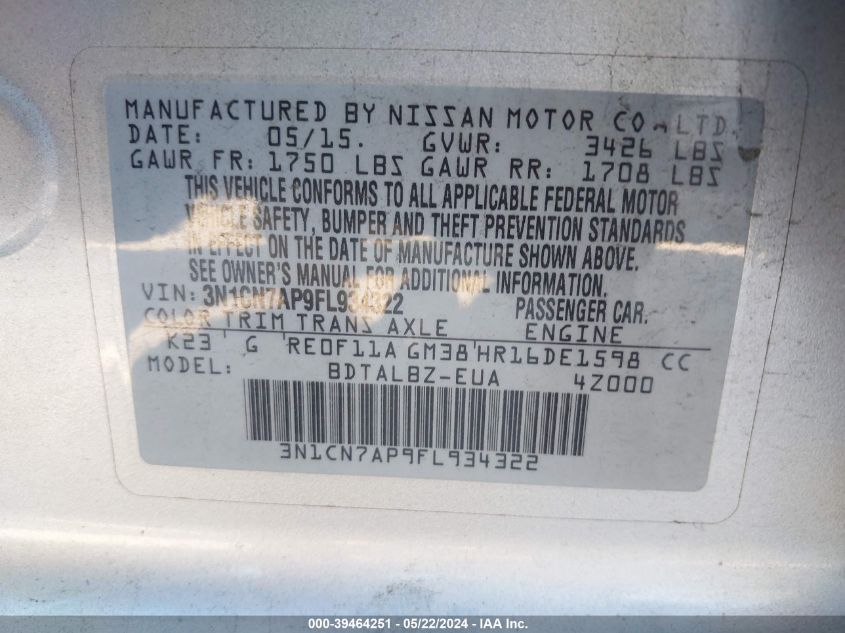 MANUFACTURED BY NISSAN MOTOR CO., LTD.
DATE: 05/15. GVWR: 3426 LBS
GAWR FR: 1750 LBS GAWR RR: 1708 LBS
THIS VEHICLE CONFORMS TO ALL APPLICABLE FEDERAL MOTOR
VEHICLE SAFETY, BUMPER AND THEFT PREVENTION STANDARDS
IN EFFECT ON THE DATE OF MANUFACTURE SHOWN ABOVE.
SEE OWNER'S MANUAL FOR ADDITIONAL INFORMATION.
VIN: 3N1CN7AP9FL934322 PASSENGER CAR.
COLOR TRIM TRANS AXLE ENGINE
K23 G RE0F11A GM38 HR16DE1598 CC
MODEL: BDTALBZ-EUA 4Z000
3N1CN7AP9FL934322
000-39464251 - 05/22/2024 - IAA Inc.